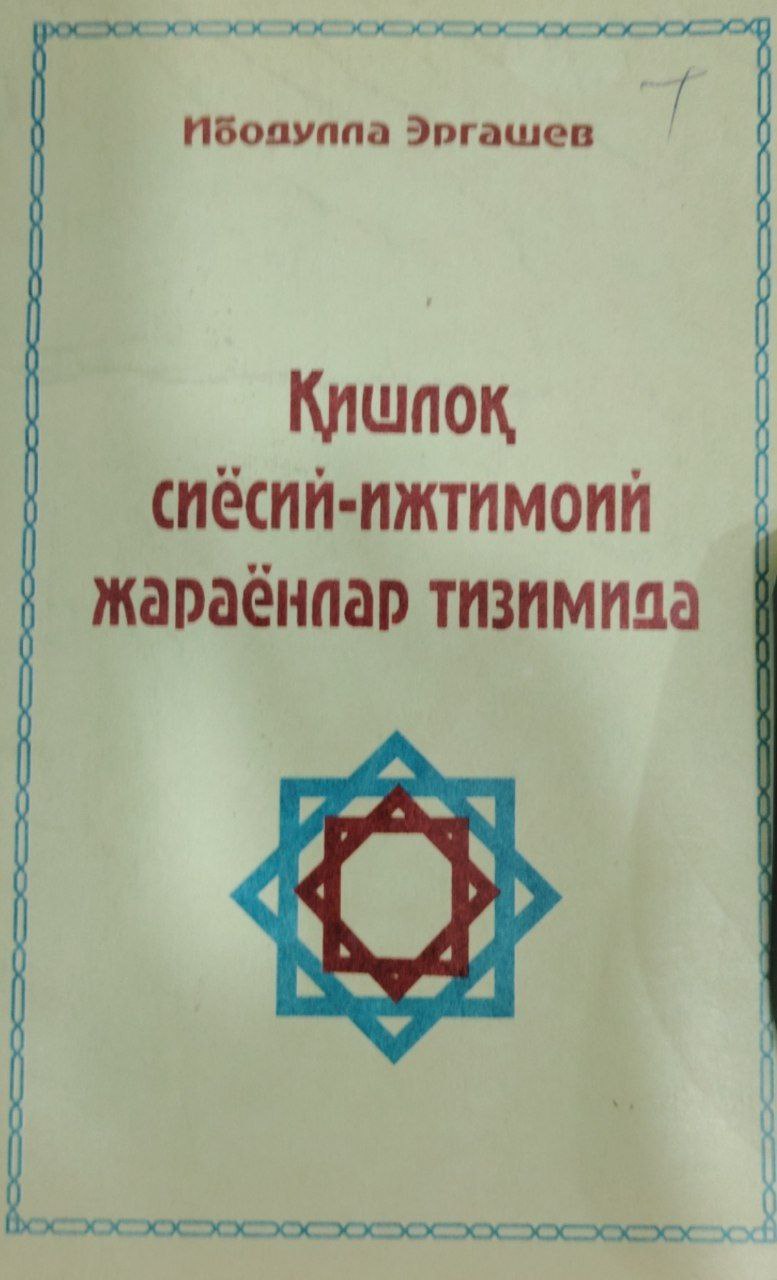 Ибодулла Эргашев
Қишлоқ
сиёсий-ижтимоий
жараёнлар тизимида